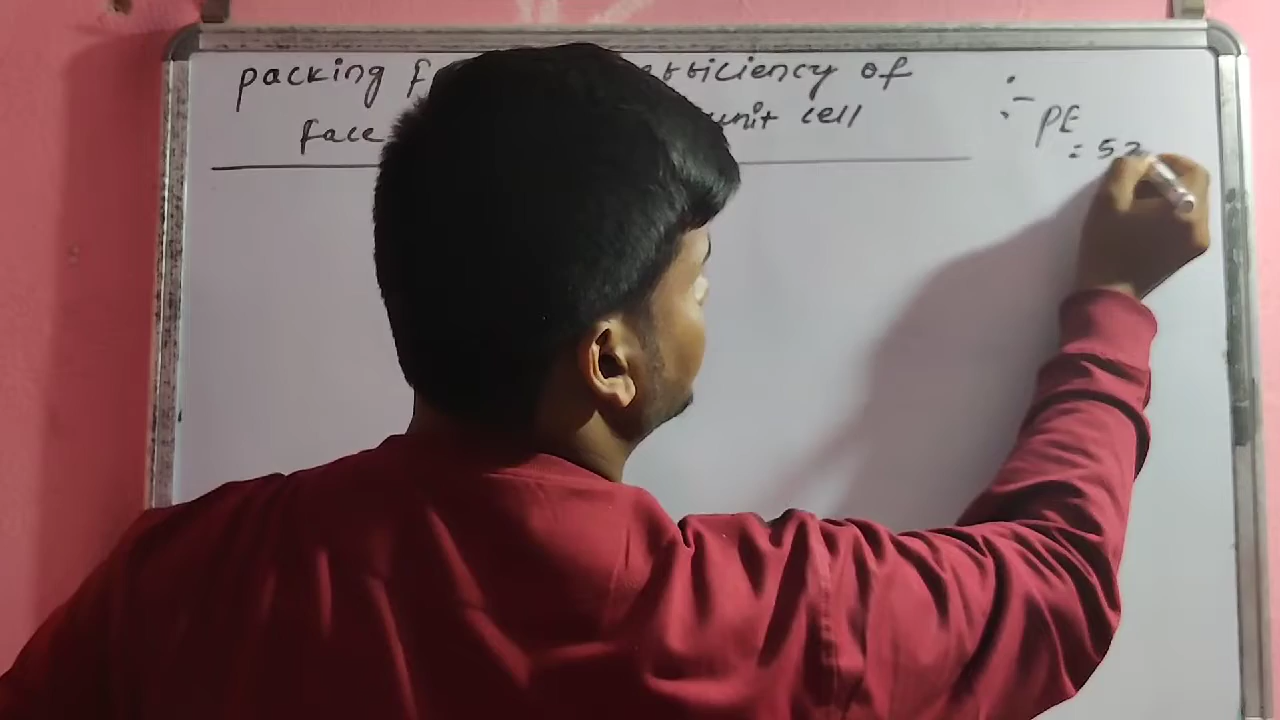 packing efficiency of :-
face unit cell
PE
= 52